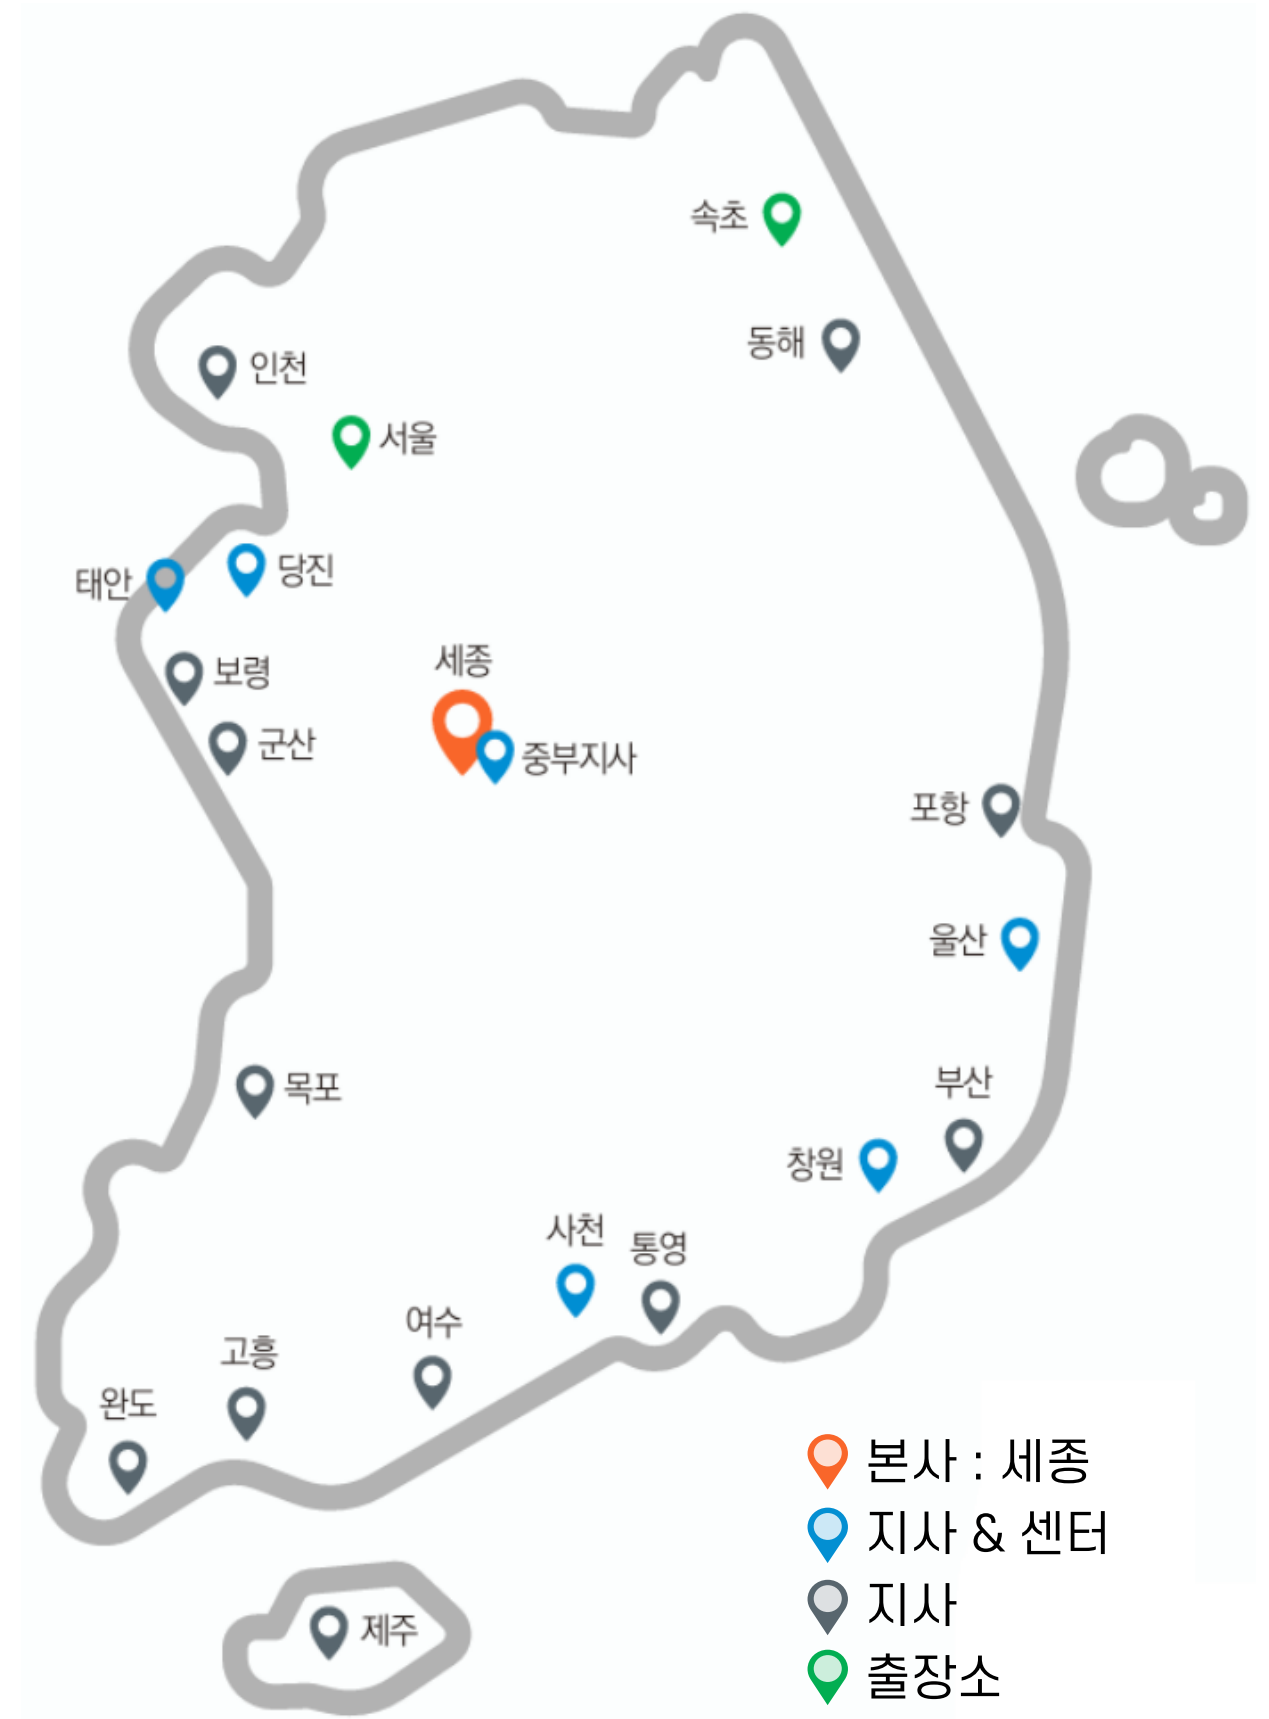 속초
동해
인천
서울
당진
태안
보령
세종
군산
중부지사
포항
울산
목포
부산
창원
사천
통영
여수
고흥
완도
제주
본사 : 세종
지사 & 센터
지사
출장소